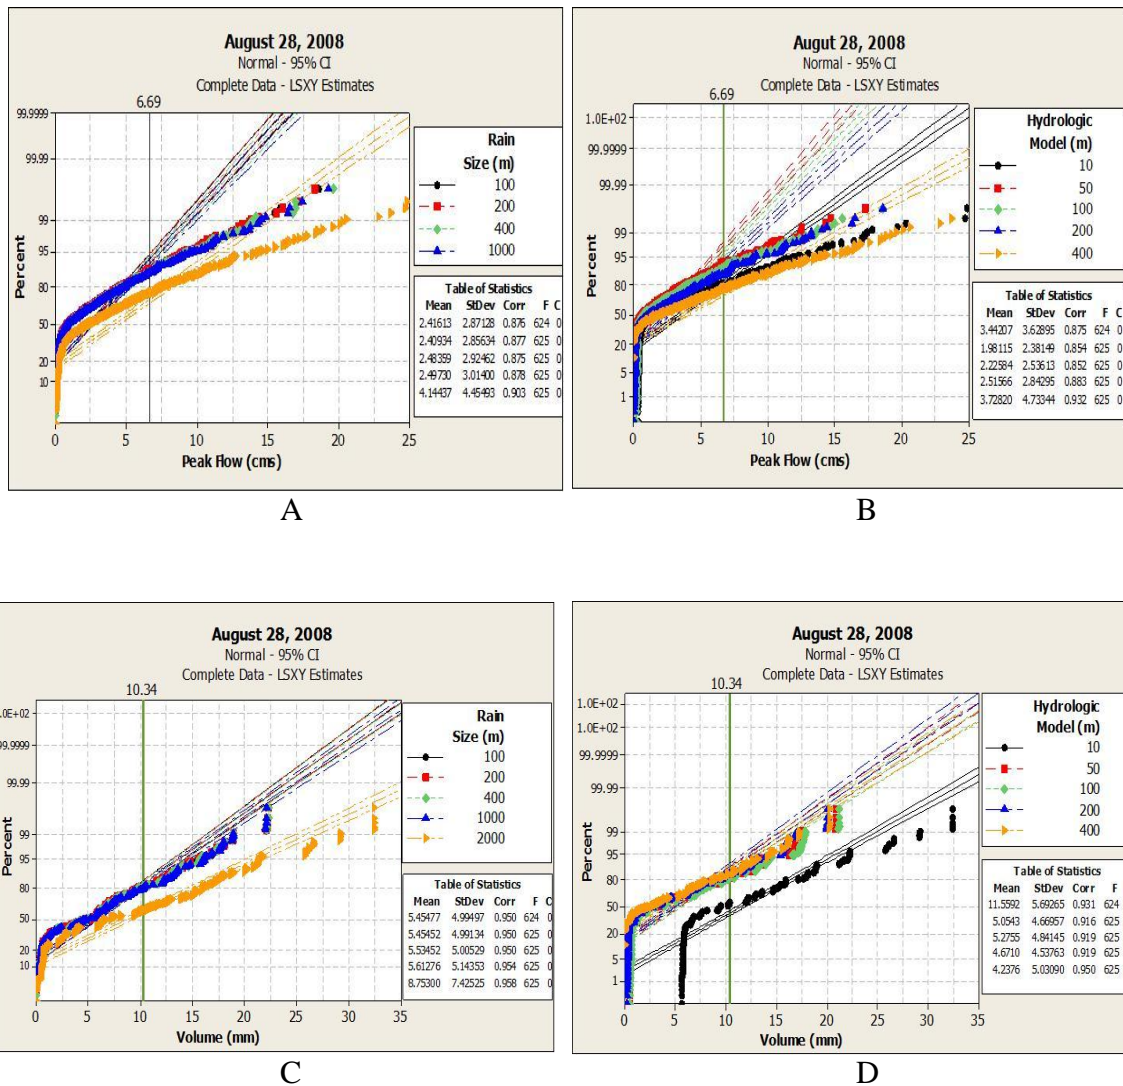 August 28, 2008
Normal - 95% CI
Complete Data - LSXY Estimates
6.69
99.9999
99.99
99
95
80
50
20
10
Percent
0 5 10 15 20 25
Peak Flow (cms)
Rain
Size (m)
100
200
400
1000
Table of Statistics
Mean StDev Corr F C
2.41613 2.87128 0.876 624 0
2.40934 2.85634 0.877 625 0
2.48359 2.92462 0.875 625 0
2.49730 3.01400 0.878 625 0
4.14437 4.45493 0.903 625 0
A
Augut 28, 2008
Normal - 95% CI
Complete Data - LSXY Estimates
6.69
1.0E+02
99.9999
99.99
99
95
80
50
20
5
1
Percent
0 5 10 15 20 25
Peak Flow (cms)
Hydrologic
Model (m)
10
50
100
200
400
Table of Statistics
Mean StDev Corr F C
3.44207 3.62895 0.875 624 0
1.98115 2.38149 0.854 625 0
2.22584 2.53613 0.852 625 0
2.51566 2.84295 0.883 625 0
3.72820 4.73344 0.932 625 0
B
August 28, 2008
Normal - 95% CI
Complete Data - LSXY Estimates
10.34
1.0E+02
99.9999
99.99
99
95
80
50
20
10
Percent
0 5 10 15 20 25 30 35
Volume (mm)
Rain
Size (m)
100
200
400
1000
2000
Table of Statistics
Mean StDev Corr F C
5.45477 4.99497 0.950 624 0
5.45452 4.99134 0.950 625 0
5.53452 5.00529 0.950 625 0
5.61276 5.14353 0.954 625 0
8.75300 7.42525 0.958 625 0
C
August 28, 2008
Normal - 95% CI
Complete Data - LSXY Estimates
10.34
1.0E+02
1.0E+02
99.9999
99.99
99
95
80
50
20
5
1
Percent
0 5 10 15 20 25 30 35
Volume (mm)
Hydrologic
Model (m)
10
50
100
200
400
Table of Statistics
Mean StDev Corr F
11.5592 5.69265 0.931 624
5.0543 4.66957 0.916 625
5.2755 4.84145 0.919 625
4.6710 4.53763 0.919 625
4.2376 5.03090 0.950 625
D